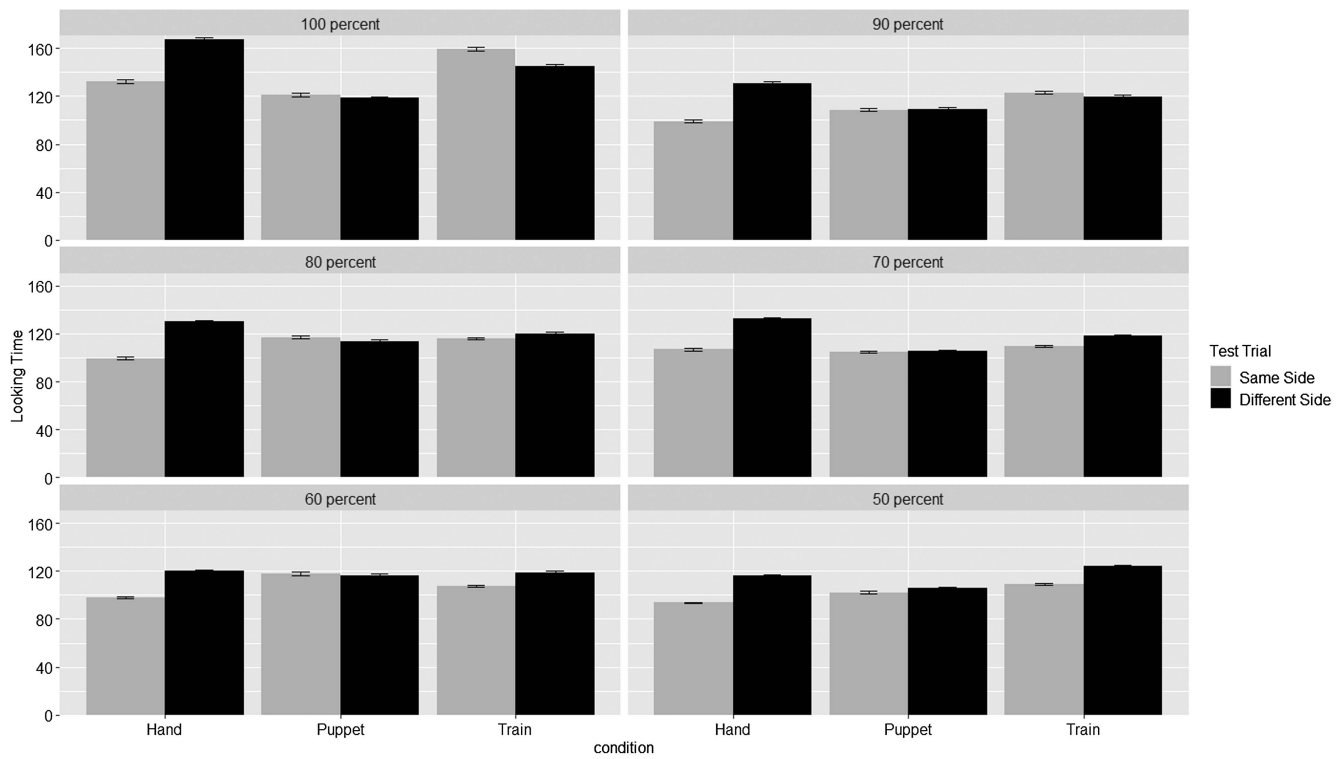 100 percent
90 percent
160
120
80
40
0
80 percent
70 percent
160
120
80
40
0
Looking Time
Test Trial
Same Side
Different Side
60 percent
50 percent
160
120
80
40
0
Hand Puppet Train Hand Puppet Train
condition